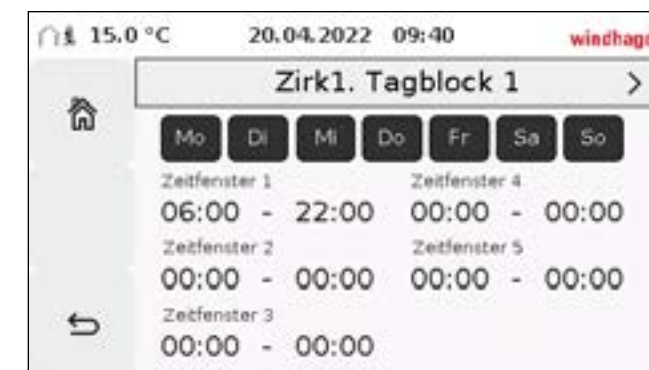 15.0 °C 20.04.2022 09:40 windhage
Zirk1. Tagblock 1 >
Mo Di Mi Do Fr Sa So
Zeitfenster 1 Zeitfenster 4
06:00 - 22:00 00:00 - 00:00
Zeitfenster 2 Zeitfenster 5
00:00 - 00:00 00:00 - 00:00
Zeitfenster 3
00:00 - 00:00